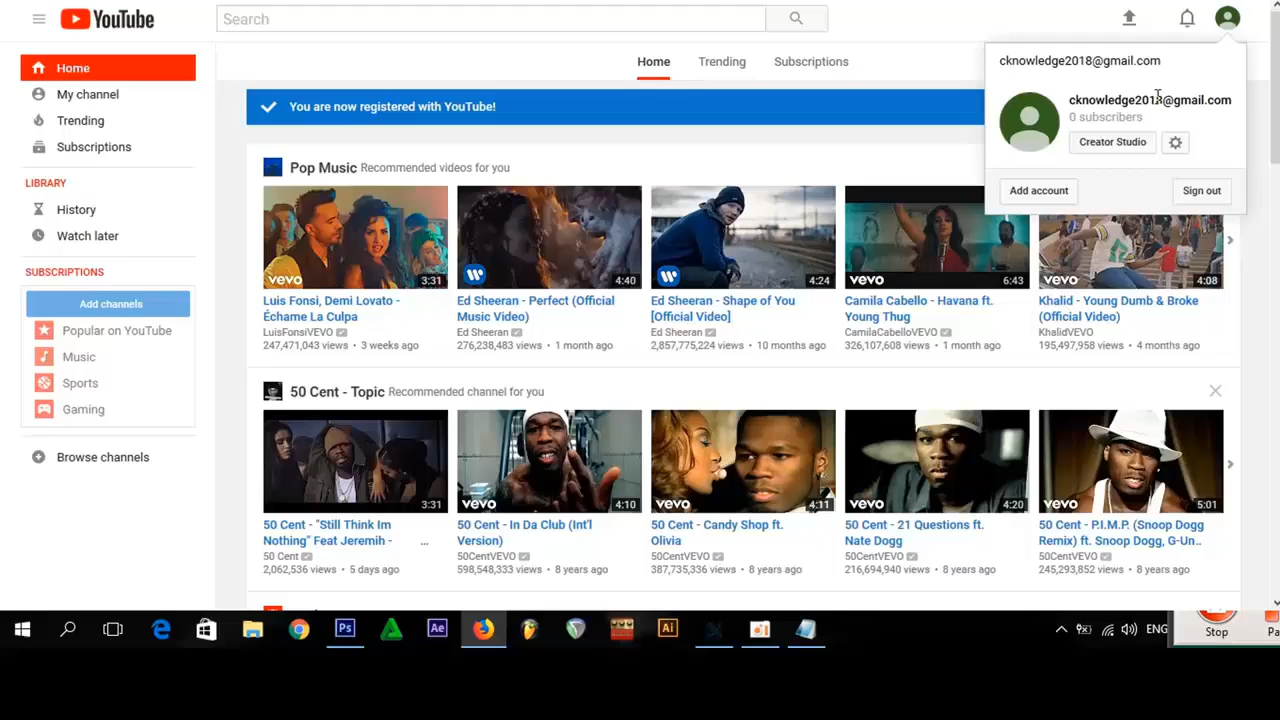 YouTube
Search
cknowledge2018@gmail.com
cknowledge2018@gmail.com
0 subscribers
Creator Studio
Add account
Sign out
Home
Trending
Subscriptions
Home
My channel
Trending
Subscriptions
LIBRARY
History
Watch later
SUBSCRIPTIONS
Add channels
Popular on YouTube
Music
Sports
Gaming
Browse channels
You are now registered with YouTube!
Pop Music Recommended videos for you
vevo 3:31
4:40
4:24
vevo 6:43
vevo 4:08
Luis Fonsi, Demi Lovato -
Échame La Culpa
LuisFonsiVEVO
247,471,043 views • 3 weeks ago
Ed Sheeran - Perfect (Official
Music Video)
Ed Sheeran
276,238,483 views • 1 month ago
Ed Sheeran - Shape of You
[Official Video]
Ed Sheeran
2,857,775,224 views • 10 months ago
Camila Cabello - Havana ft.
Young Thug
CamilaCabelloVEVO
326,107,608 views • 1 month ago
Khalid - Young Dumb & Broke
(Official Video)
KhalidVEVO
195,497,958 views • 4 months ago
50 Cent - Topic Recommended channel for you
3:31
vevo 4:10
vevo 4:11
vevo 4:20
vevo 5:01
50 Cent - "Still Think Im
Nothing" Feat Jeremih - ...
50 Cent
2,062,536 views • 5 days ago
50 Cent - In Da Club (Int'l
Version)
50CentVEVO
598,548,333 views • 8 years ago
50 Cent - Candy Shop ft.
Olivia
50CentVEVO
387,735,336 views • 8 years ago
50 Cent - 21 Questions ft.
Nate Dogg
50CentVEVO
216,694,940 views • 8 years ago
50 Cent - P.I.M.P. (Snoop Dogg
Remix) ft. Snoop Dogg, G-Un..
50CentVEVO
245,293,852 views • 8 years ago
Ps
Ae
Ai
ENG
Stop
Pa